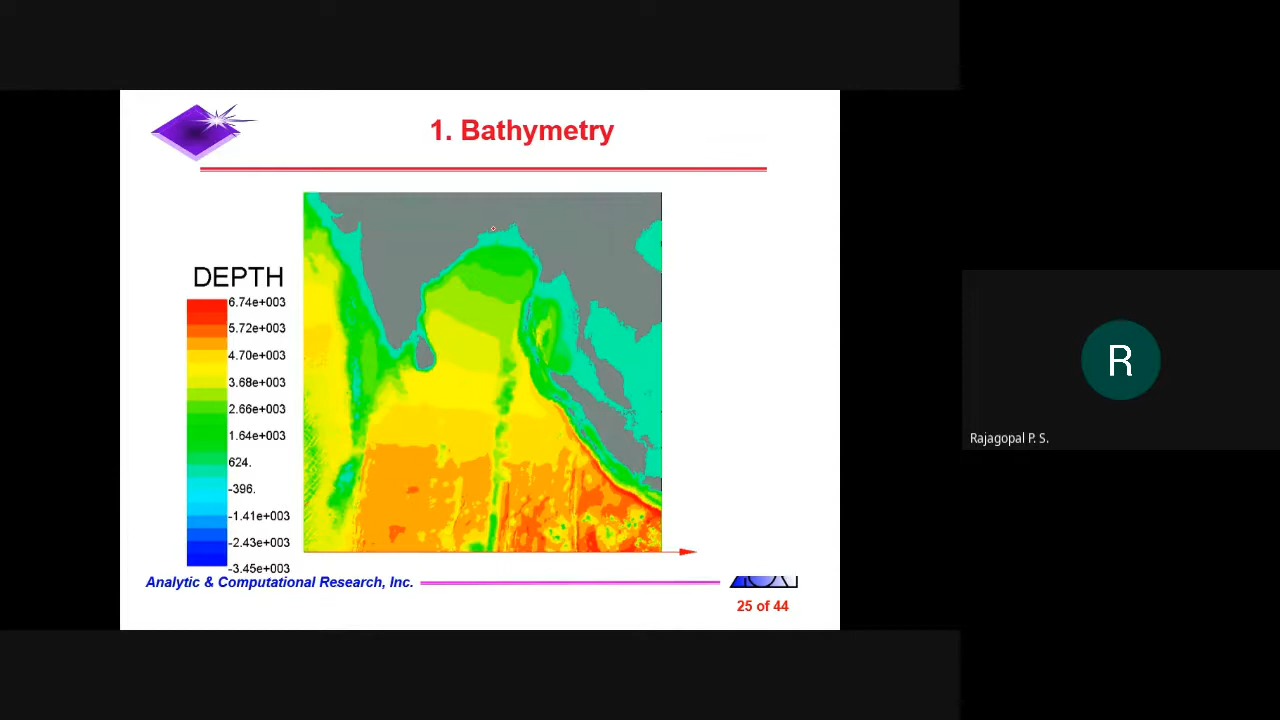 1. Bathymetry
DEPTH
6.74e+003
5.72e+003
4.70e+003
3.68e+003
2.66e+003
1.64e+003
624.
-396.
-1.41e+003
-2.43e+003
-3.45e+003
Analytic & Computational Research, Inc.
25 of 44
R
Rajagopal P. S.